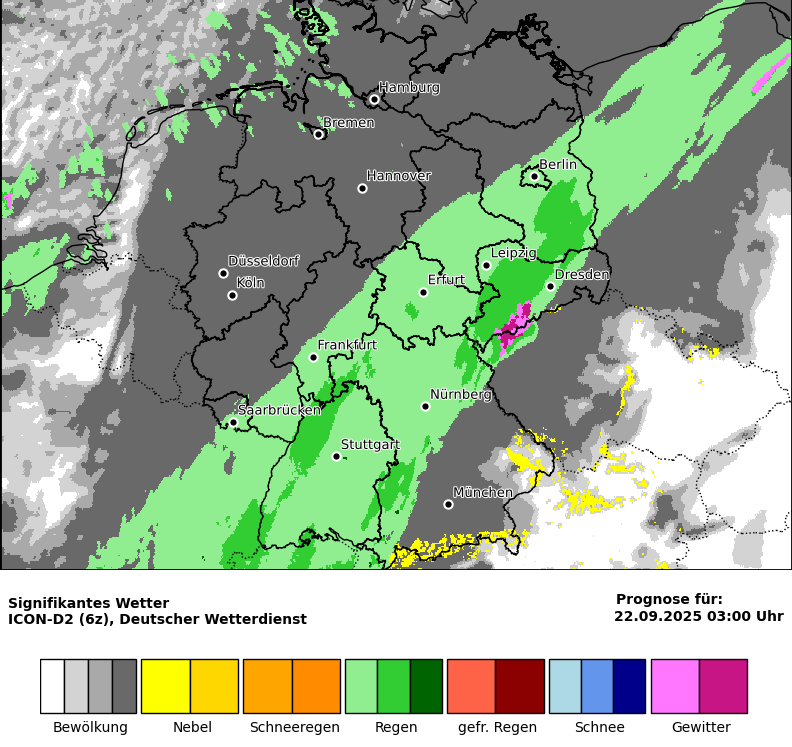 Hamburg
Bremen
Berlin
Hannover
Leipzig
Düsseldorf
Dresden
Köln
Erfurt
Frankfurt
Nürnberg
Saarbrücken
Stuttgart
München
Signifikantes Wetter
ICON-D2 (6z), Deutscher Wetterdienst
Prognose für:
22.09.2025 03:00 Uhr
Bewölkung Nebel Schneeregen Regen gefr. Regen Schnee Gewitter